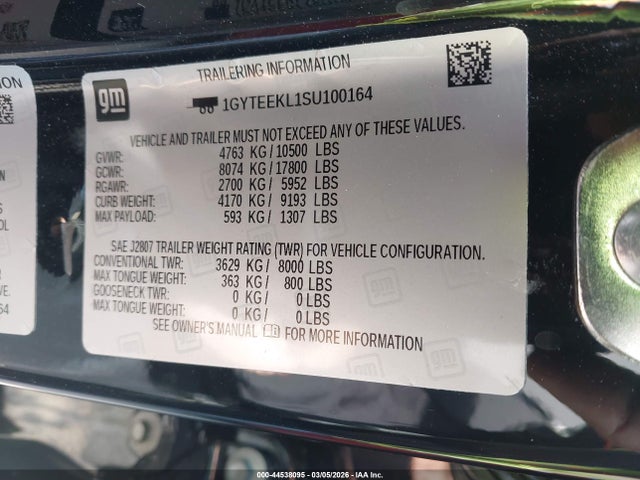 gm
TRAILERING INFORMATION
1GYTEEKL1SU100164
VEHICLE AND TRAILER MUST NOT EXCEED ANY OF THESE VALUES.
GVWR: 4763 KG/10500 LBS
GCWR: 8074 KG/17800 LBS
RGAWR: 2700 KG/ 5952 LBS
CURB WEIGHT: 4170 KG/ 9193 LBS
MAX PAYLOAD: 593 KG/ 1307 LBS
SAE J2807 TRAILER WEIGHT RATING (TWR) FOR VEHICLE CONFIGURATION.
CONVENTIONAL TWR: 3629 KG/ 8000 LBS
MAX TONGUE WEIGHT: 363 KG/ 800 LBS
GOOSENECK TWR: 0 KG/ 0 LBS
MAX TONGUE WEIGHT: 0 KG/ 0 LBS
SEE OWNER'S MANUAL FOR MORE INFORMATION
ION
S
OL
VE.
64
000-44538095 - 03/05/2026 - IAA Inc.